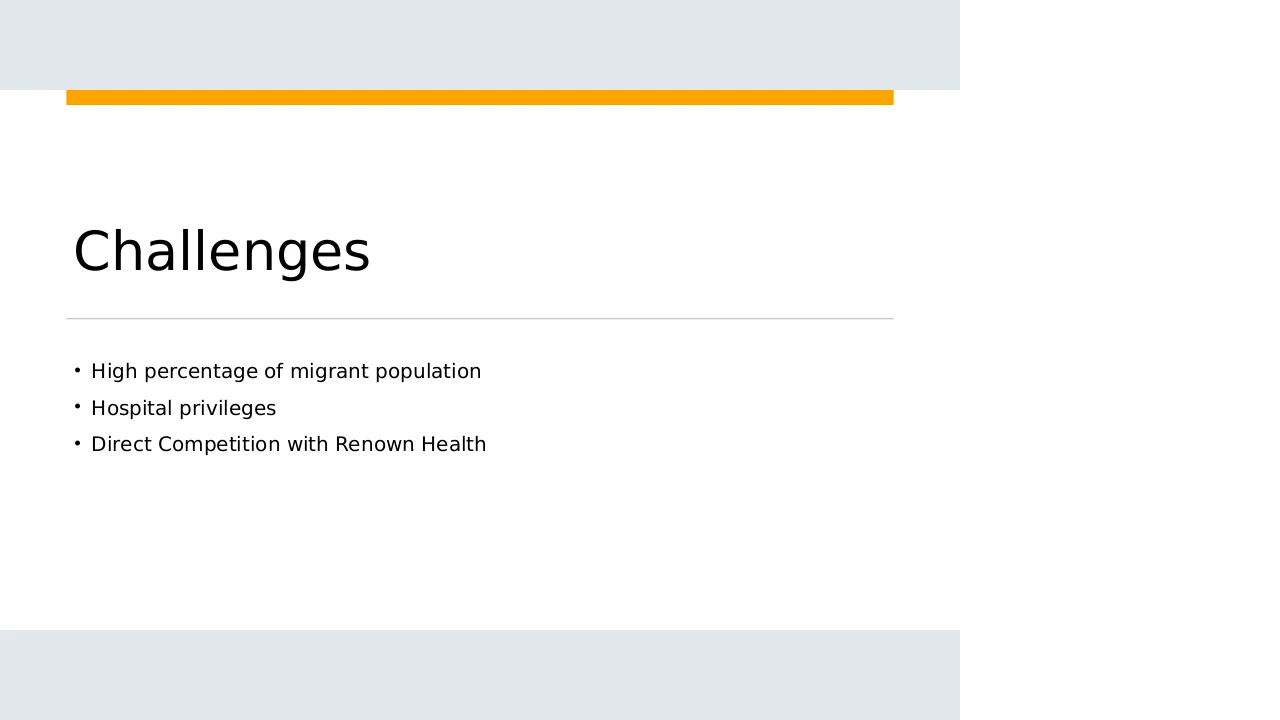 Challenges
• High percentage of migrant population
• Hospital privileges
• Direct Competition with Renown Health